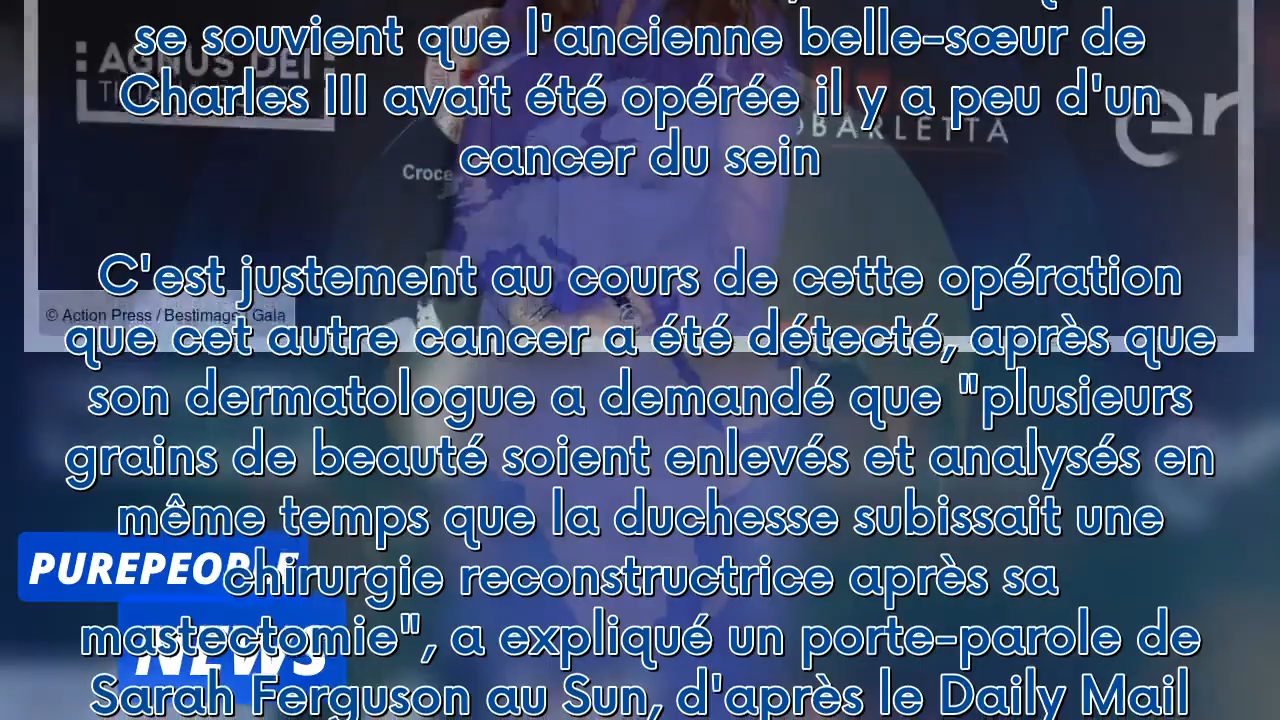 se souvient que l'ancienne belle-sœur de
AGNUS DEI
Charles III avait été opérée il y a peu d'un
BARLETTA
er
cancer du sein
Croce
C'est justement au cours de cette opération
© Action Press / Bestimage / Gala
que cet autre cancer a été détecté, après que
son dermatologue a demandé que "plusieurs
grains de beauté soient enlevés et analysés en
même temps que la duchesse subissait une
PUREPEOPLE
chirurgie reconstructrice après sa
mastectomie", a expliqué un porte-parole de
NEWS
Sarah Ferguson au Sun, d'après le Daily Mail